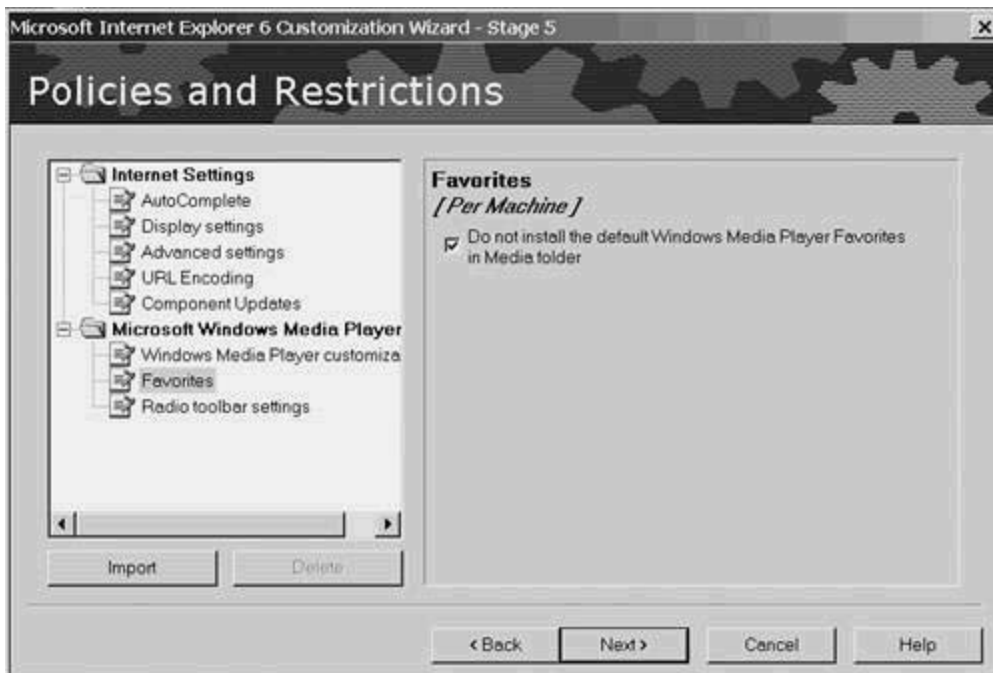 Microsoft Internet Explorer 6 Customization Wizard - Stage 5
Policies and Restrictions
Internet Settings
AutoComplete
Display settings
Advanced settings
URL Encoding
Component Updates
Microsoft Windows Media Player
Windows Media Player customiza
Favorites
Radio toolbar settings
Import
Delete
Favorites
[ Per Machine ]
Do not install the default Windows Media Player Favorites
in Media folder
< Back
Next >
Cancel
Help